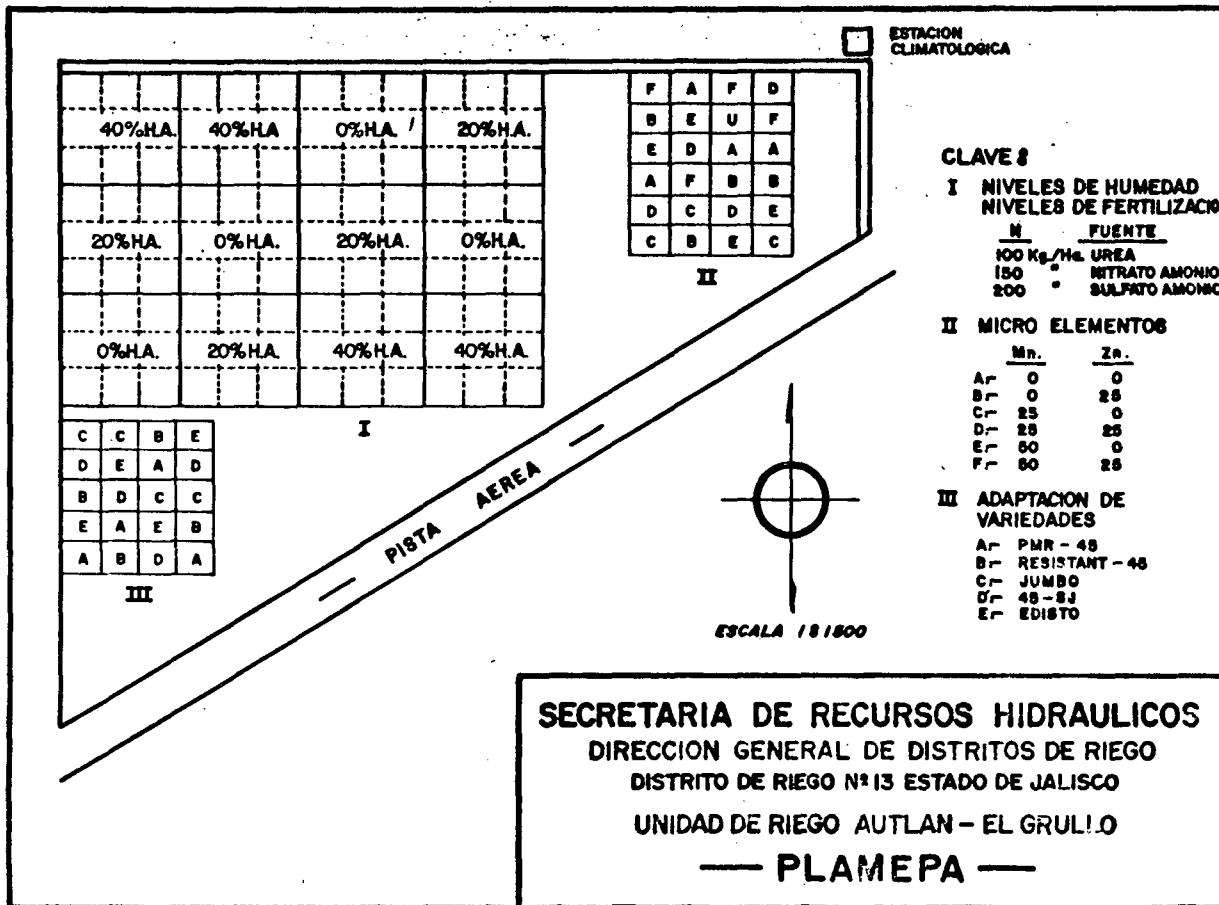 ESTACION
CLIMATOLOGICA
40%H.A. 40%H.A 0%H.A. 20%H.A.
20%H.A. 0%H.A. 20%H.A. 0%H.A.
0%H.A. 20%H.A. 40%H.A. 40%H.A.
I
F A F D
B E U F
E D A A
A F B B
D C D E
C B E C
II
C C B E
D E A D
B D C C
E A E B
A B D A
III
PISTA AEREA
CLAVE:
I NIVELES DE HUMEDAD
NIVELES DE FERTILIZACIO
N FUENTE
100 Kg./Ha. UREA
150 " NITRATO AMONIO
200 " SULFATO AMONIO
II MICRO ELEMENTOS
Mn. Zn.
A.- 0 0
B.- 0 25
C.- 25 0
D.- 25 25
E.- 50 0
F.- 50 25
III ADAPTACION DE
VARIEDADES
A.- PMR - 45
B.- RESISTANT - 45
C.- JUMBO
D.- 45 - SJ
E.- EDISTO
ESCALA 1:1500
SECRETARIA DE RECURSOS HIDRAULICOS
DIRECCION GENERAL DE DISTRITOS DE RIEGO
DISTRITO DE RIEGO Nº 13 ESTADO DE JALISCO
UNIDAD DE RIEGO AUTLAN - EL GRULLO
PLAMEPA